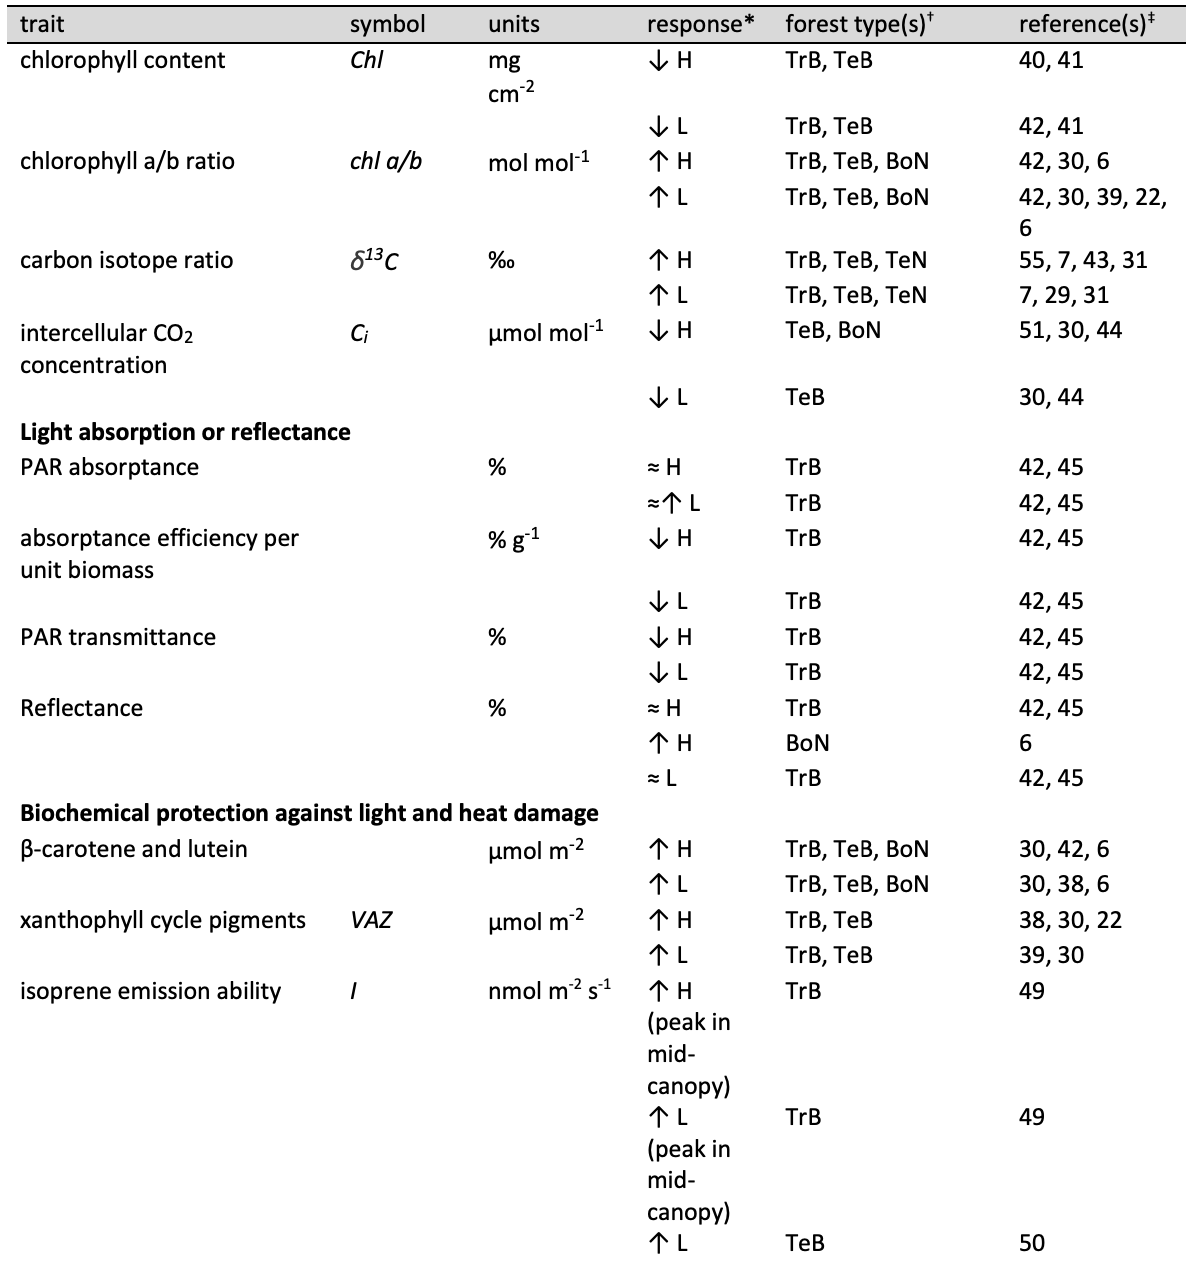 trait symbol units response* forest type(s)† reference(s)‡
chlorophyll content Chl mg ↓ H TrB, TeB 40, 41
cm-2
↓ L TrB, TeB 42, 41
chlorophyll a/b ratio chl a/b mol mol-1 ↑ H TrB, TeB, BoN 42, 30, 6
↑ L TrB, TeB, BoN 42, 30, 39, 22,
6
carbon isotope ratio δ13C ‰ ↑ H TrB, TeB, TeN 55, 7, 43, 31
↑ L TrB, TeB, TeN 7, 29, 31
intercellular CO2 Ci µmol mol-1 ↓ H TeB, BoN 51, 30, 44
concentration
↓ L TeB 30, 44
Light absorption or reflectance
PAR absorptance % ≈ H TrB 42, 45
≈↑ L TrB 42, 45
absorptance efficiency per % g-1 ↓ H TrB 42, 45
unit biomass
↓ L TrB 42, 45
PAR transmittance % ↓ H TrB 42, 45
↓ L TrB 42, 45
Reflectance % ≈ H TrB 42, 45
↑ H BoN 6
≈ L TrB 42, 45
Biochemical protection against light and heat damage
β-carotene and lutein µmol m-2 ↑ H TrB, TeB, BoN 30, 42, 6
↑ L TrB, TeB, BoN 30, 38, 6
xanthophyll cycle pigments VAZ µmol m-2 ↑ H TrB, TeB 38, 30, 22
↑ L TrB, TeB 39, 30
isoprene emission ability I nmol m-2 s-1 ↑ H TrB 49
(peak in
mid-
canopy)
↑ L TrB 49
(peak in
mid-
canopy)
↑ L TeB 50